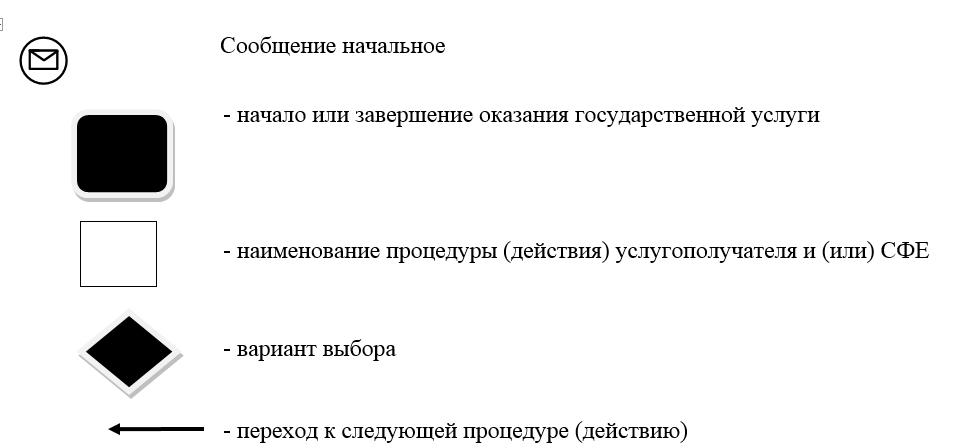 Сообщение начальное
- начало или завершение оказания государственной услуги
- наименование процедуры (действия) услугополучателя и (или) СФЕ
- вариант выбора
- переход к следующей процедуре (действию)